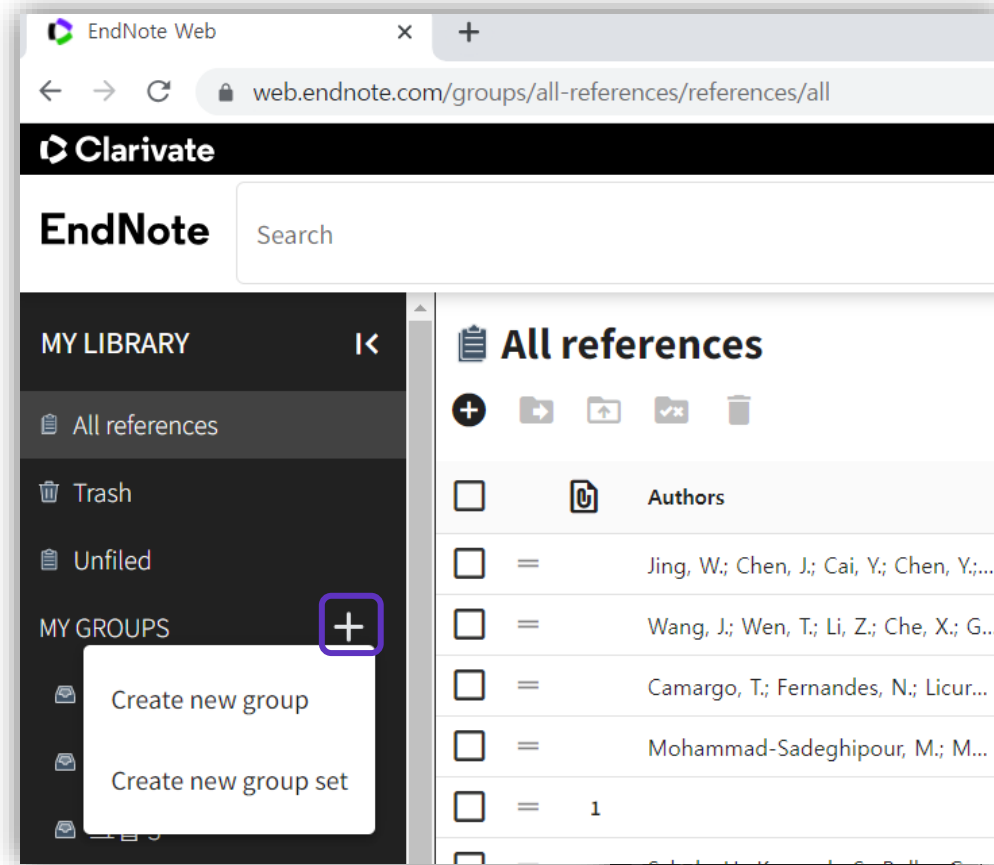 EndNote Web
web.endnote.com/groups/all-references/references/all
Clarivate
EndNote
Search
MY LIBRARY
All references
All references
Trash
Authors
Unfiled
Jing, W.; Chen, J.; Cai, Y.; Chen, Y.;...
MY GROUPS
Wang, J.; Wen, T.; Li, Z.; Che, X.; G...
Create new group
Camargo, T.; Fernandes, N.; Licur...
Mohammad-Sadeghipour, M.; M...
Create new group set
1